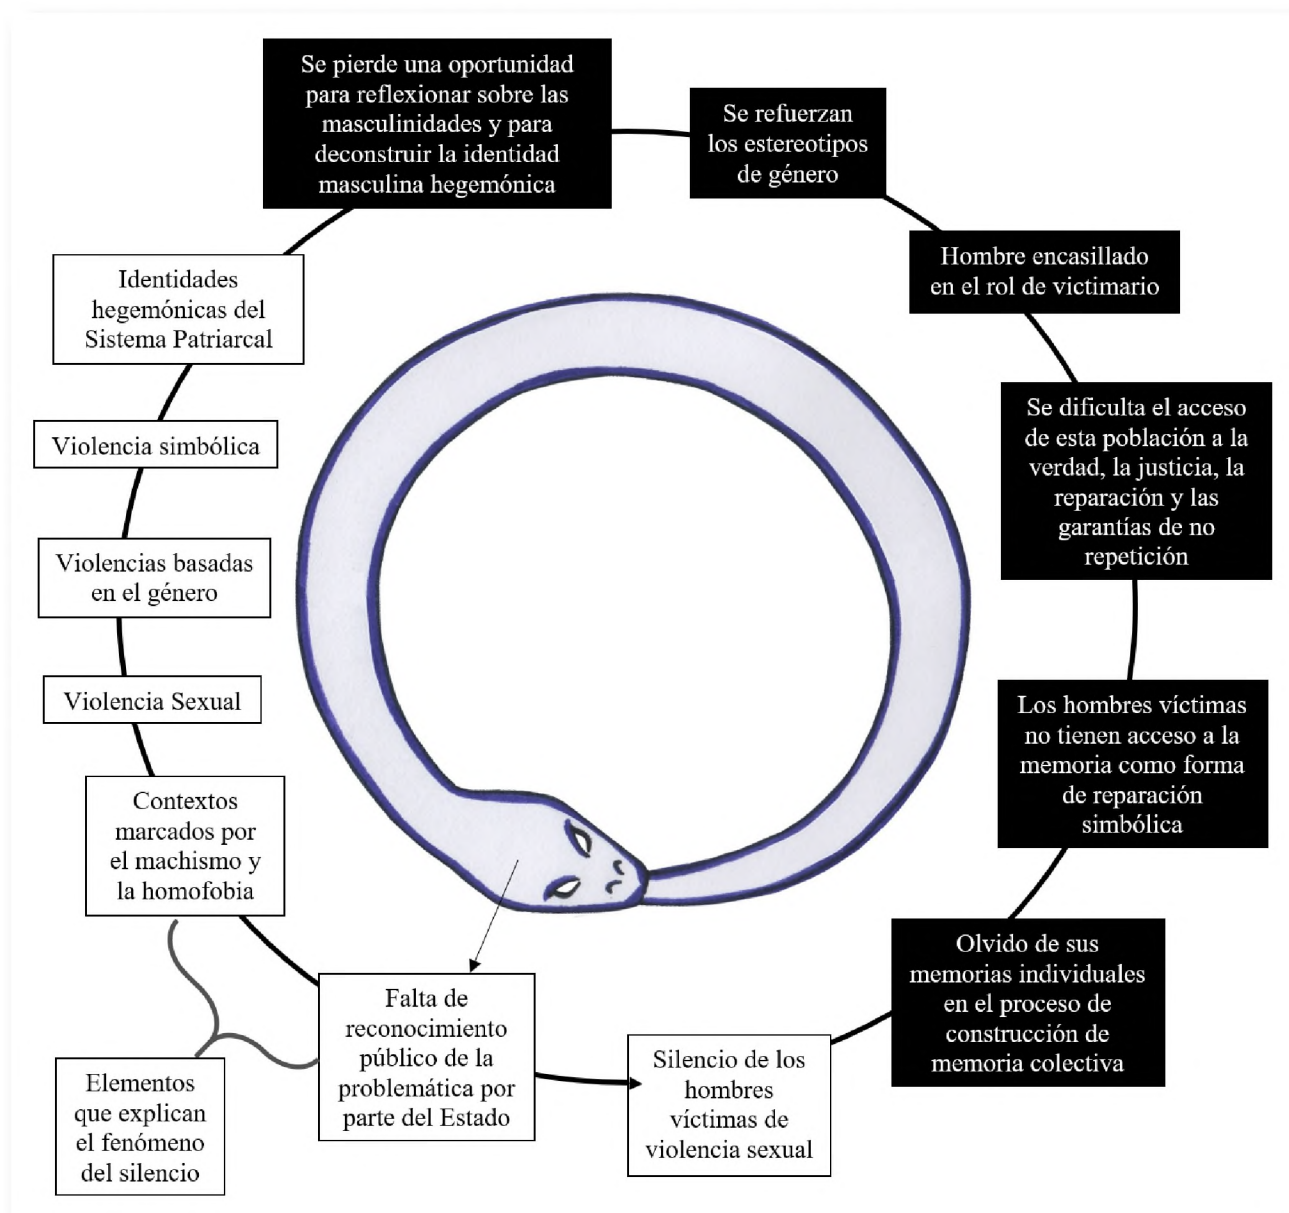 Se pierde una oportunidad
para reflexionar sobre las
masculinidades y para
deconstruir la identidad
masculina hegemónica
Se refuerzan
los estereotipos
de género
Hombre encasillado
en el rol de victimario
Se dificulta el acceso
de esta población a la
verdad, la justicia, la
reparación y las
garantías de no
repetición
Los hombres víctimas
no tienen acceso a la
memoria como forma
de reparación
simbólica
Olvido de sus
memorias individuales
en el proceso de
construcción de
memoria colectiva
Silencio de los
hombres
víctimas de
violencia sexual
Falta de
reconocimiento
público de la
problemática por
parte del Estado
Elementos
que explican
el fenómeno
del silencio
Contextos
marcados por
el machismo y
la homofobia
Violencia Sexual
Violencias basadas
en el género
Violencia simbólica
Identidades
hegemónicas del
Sistema Patriarcal